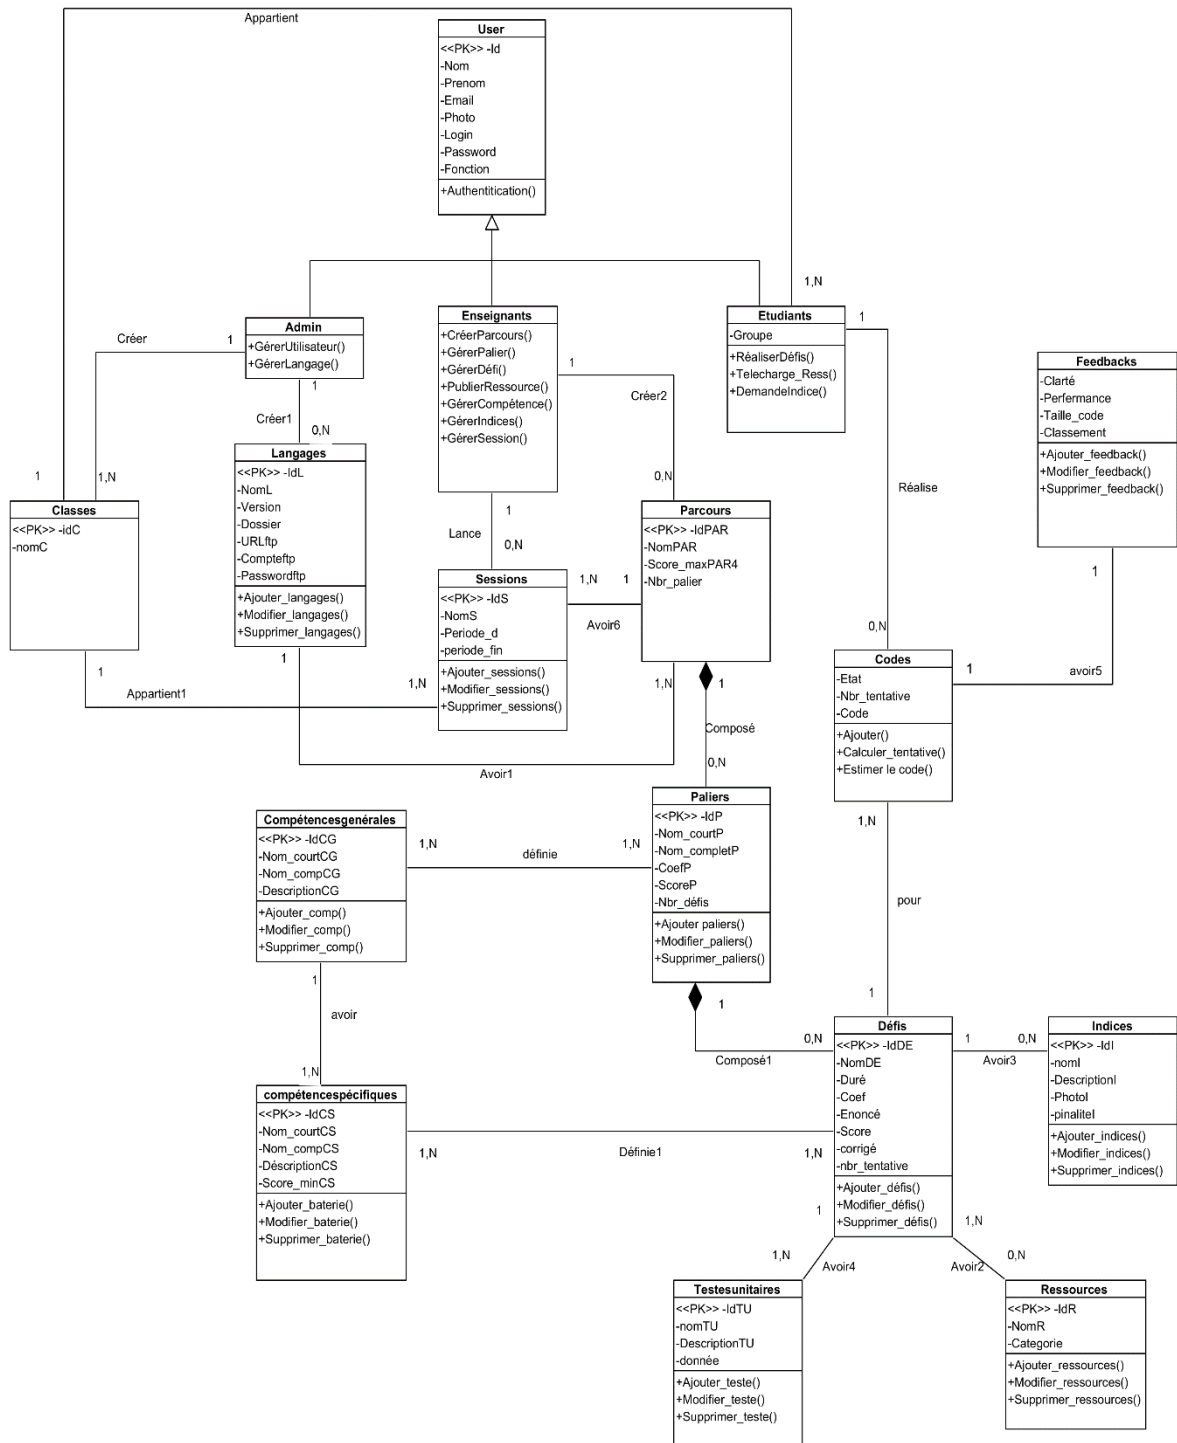 Appartient
User
<<PK>> -Id
-Nom
-Prenom
-Email
-Photo
-Login
-Password
-Fonction
+Authentitication()
1,N
Admin
+GérerUtilisateur()
+GérerLangage()
Créer
1
1
Créer1
0,N
Enseignants
+CréerParcours()
+GérerPalier()
+GérerDéfi()
+PublierRessource()
+GérerCompétence()
+GérerIndices()
+GérerSession()
1
Créer2
0,N
Etudiants
-Groupe
+RéaliserDéfis()
+Telecharge_Ress()
+DemandeIndice()
1
Réalise
0,N
Feedbacks
-Clarté
-Perfermance
-Taille_code
-Classement
+Ajouter_feedback()
+Modifier_feedback()
+Supprimer_feedback()
1
avoir5
1
1
1,N
Classes
<<PK>> -idC
-nomC
1
Appartient1
1,N
Langages
<<PK>> -IdL
-NomL
-Version
-Dossier
-URLftp
-Compteftp
-Passwordftp
+Ajouter_langages()
+Modifier_langages()
+Supprimer_langages()
1
Avoir1
1,N
1
Lance
0,N
Sessions
<<PK>> -IdS
-NomS
-Periode_d
-periode_fin
+Ajouter_sessions()
+Modifier_sessions()
+Supprimer_sessions()
1,N
1
Avoir6
Parcours
<<PK>> -IdPAR
-NomPAR
-Score_maxPAR4
-Nbr_palier
1
Composé
0,N
Codes
-Etat
-Nbr_tentative
-Code
+Ajouter()
+Calculer_tentative()
+Estimer le code()
1,N
pour
1
Compétencesgenérales
<<PK>> -IdCG
-Nom_courtCG
-Nom_compCG
-DescriptionCG
+Ajouter_comp()
+Modifier_comp()
+Supprimer_comp()
1,N
définie
1,N
Paliers
<<PK>> -IdP
-Nom_courtP
-Nom_completP
-CoefP
-ScoreP
-Nbr_défis
+Ajouter paliers()
+Modifier_paliers()
+Supprimer_paliers()
1
Composé1
0,N
1
avoir
1,N
compétencespécifiques
<<PK>> -IdCS
-Nom_courtCS
-Nom_compCS
-DéscriptionCS
-Score_minCS
+Ajouter_baterie()
+Modifier_baterie()
+Supprimer_baterie()
1,N
Définie1
1,N
Défis
<<PK>> -IdDE
-NomDE
-Duré
-Coef
-Enoncé
-Score
-corrigé
-nbr_tentative
+Ajouter_défis()
+Modifier_défis()
+Supprimer_défis()
1
0,N
Avoir3
Indices
<<PK>> -IdI
-nomI
-DescriptionI
-PhotoI
-pinaliteI
+Ajouter_indices()
+Modifier_indices()
+Supprimer_indices()
1
1,N
Avoir4
1,N
0,N
Avoir2
Testesunitaires
<<PK>> -IdTU
-nomTU
-DescriptionTU
-donnée
+Ajouter_teste()
+Modifier_teste()
+Supprimer_teste()
Ressources
<<PK>> -IdR
-NomR
-Categorie
+Ajouter_ressources()
+Modifier_ressources()
+Supprimer_ressources()